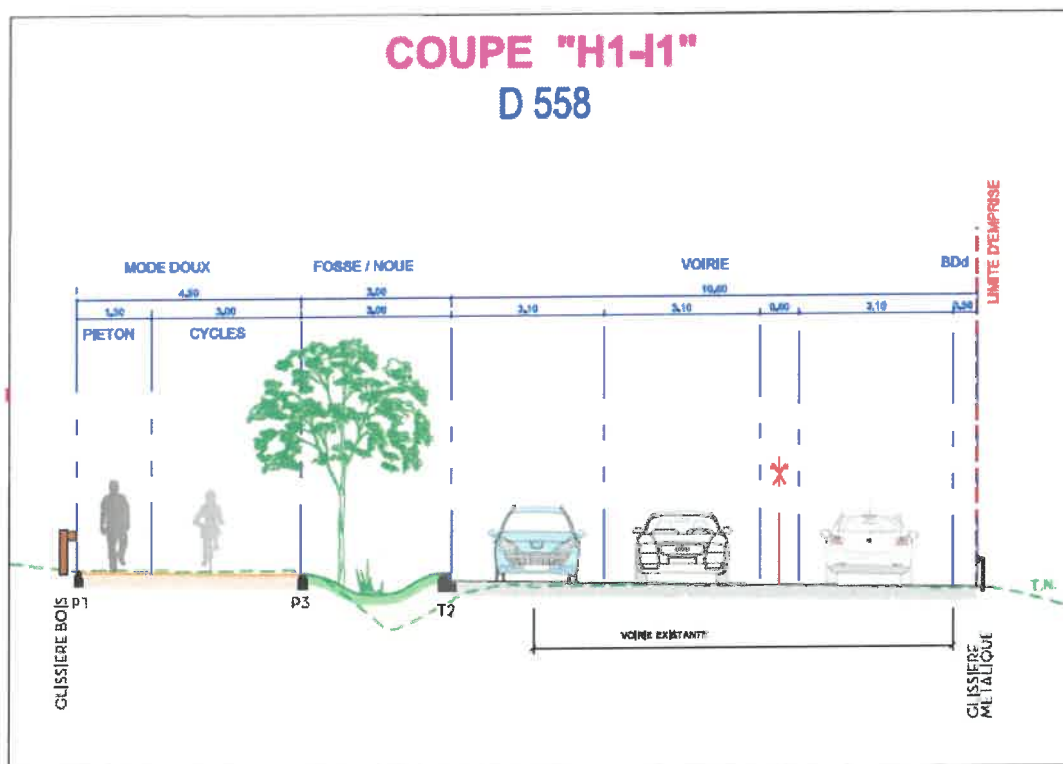 COUPE "H1-I1"
D 558
LIMITE D'EMPRISE
MODE DOUX FOSSE / NOUE VOIRIE BDd
4,50 3,00 10,60
1,50 3,00 3,00 3,10 3,10 0,80 3,10 0,50
PIETON CYCLES
T.N.
P1 P3 T2
VOIRIE EXISTANTE
GLISSIERE BOIS
GLISSIERE
METALIQUE